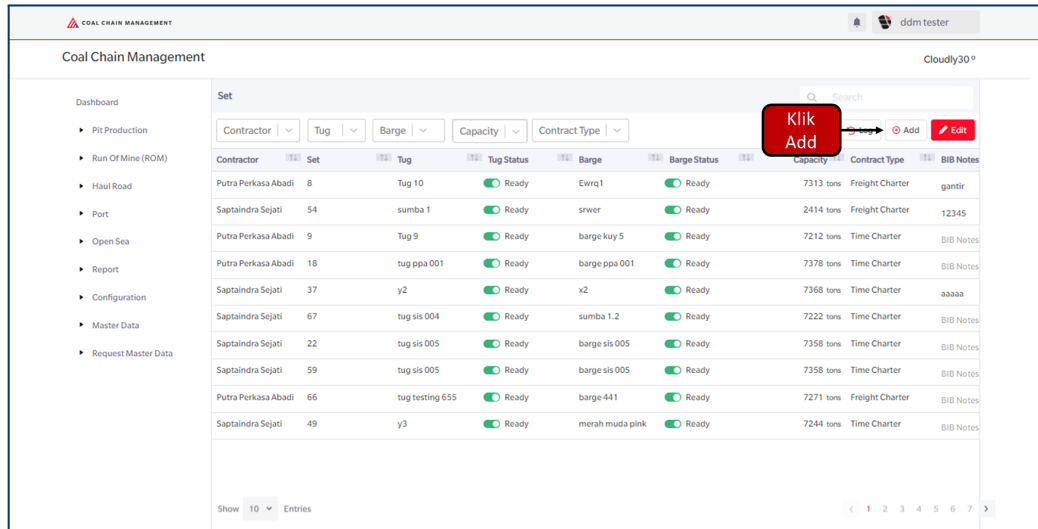 COAL CHAIN MANAGEMENT
ddm tester
Coal Chain Management
Cloudly30 º
Dashboard
Pit Production
Run Of Mine (ROM)
Haul Road
Port
Open Sea
Report
Configuration
Master Data
Request Master Data
Set
Search
Contractor Tug Barge Capacity Contract Type
Klik
Add
Log Add Edit
Contractor Set Tug Tug Status Barge Barge Status Capacity Contract Type BIB Notes
Putra Perkasa Abadi 8 Tug 10 Ready Ewrq1 Ready 7313 tons Freight Charter gantir
Saptaindra Sejati 54 sumba 1 Ready srwer Ready 2414 tons Freight Charter 12345
Putra Perkasa Abadi 9 Tug 9 Ready barge kuy 5 Ready 7212 tons Time Charter BIB Notes
Putra Perkasa Abadi 18 tug ppa 001 Ready barge ppa 001 Ready 7378 tons Time Charter BIB Notes
Saptaindra Sejati 37 y2 Ready x2 Ready 7368 tons Time Charter aaaaa
Saptaindra Sejati 67 tug sis 004 Ready sumba 1.2 Ready 7222 tons Time Charter BIB Notes
Saptaindra Sejati 22 tug sis 005 Ready barge sis 005 Ready 7358 tons Time Charter BIB Notes
Saptaindra Sejati 59 tug sis 005 Ready barge sis 005 Ready 7358 tons Time Charter BIB Notes
Putra Perkasa Abadi 66 tug testing 655 Ready barge 441 Ready 7271 tons Freight Charter BIB Notes
Saptaindra Sejati 49 y3 Ready merah muda pink Ready 7244 tons Time Charter BIB Notes
Show 10 Entries
1 2 3 4 5 6 7